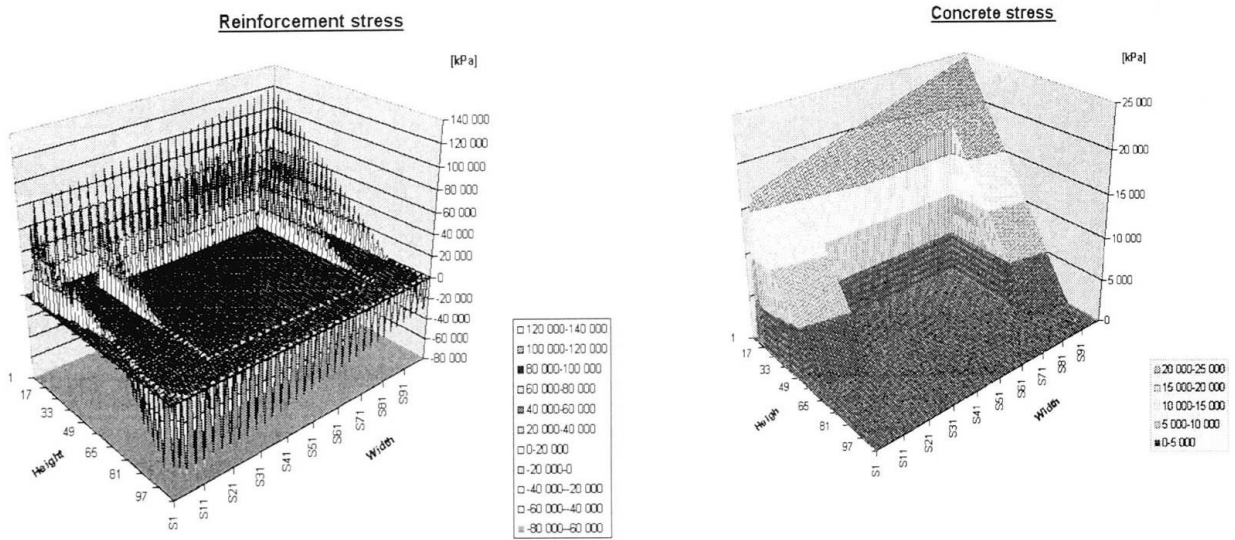 Reinforcement stress
[kPa]
140 000
120 000
100 000
80 000
60 000
40 000
20 000
0
-20 000
-40 000
-60 000
-80 000
1
17
33
49
65
81
97
Height
S1
S11
S21
S31
S41
S51
S61
S71
S81
S91
Width
120 000-140 000
100 000-120 000
80 000-100 000
60 000-80 000
40 000-60 000
20 000-40 000
0-20 000
-20 000-0
-40 000--20 000
-60 000--40 000
-80 000--60 000
Concrete stress
[kPa]
25 000
20 000
15 000
10 000
5 000
0
1
17
33
49
65
81
97
Heigh
S1
S11
S21
S31
S41
S51
S61
S71
S81
S91
Width
20 000-25 000
15 000-20 000
10 000-15 000
5 000-10 000
0-5 000